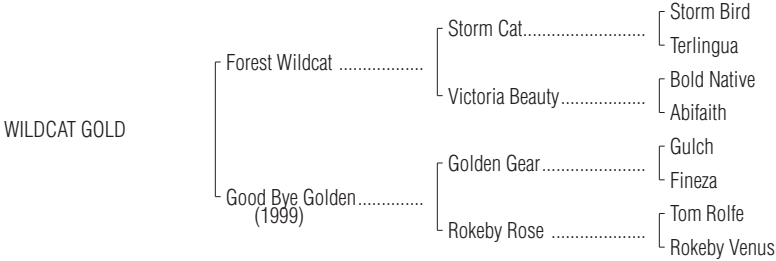 Storm Bird
Storm Cat..........................
Terlingua
Forest Wildcat ..................
Bold Native
Victoria Beauty..................
Abifaith
WILDCAT GOLD
Gulch
Golden Gear......................
Fineza
Good Bye Golden..............
(1999)
Tom Rolfe
Rokeby Rose ....................
Rokeby Venus